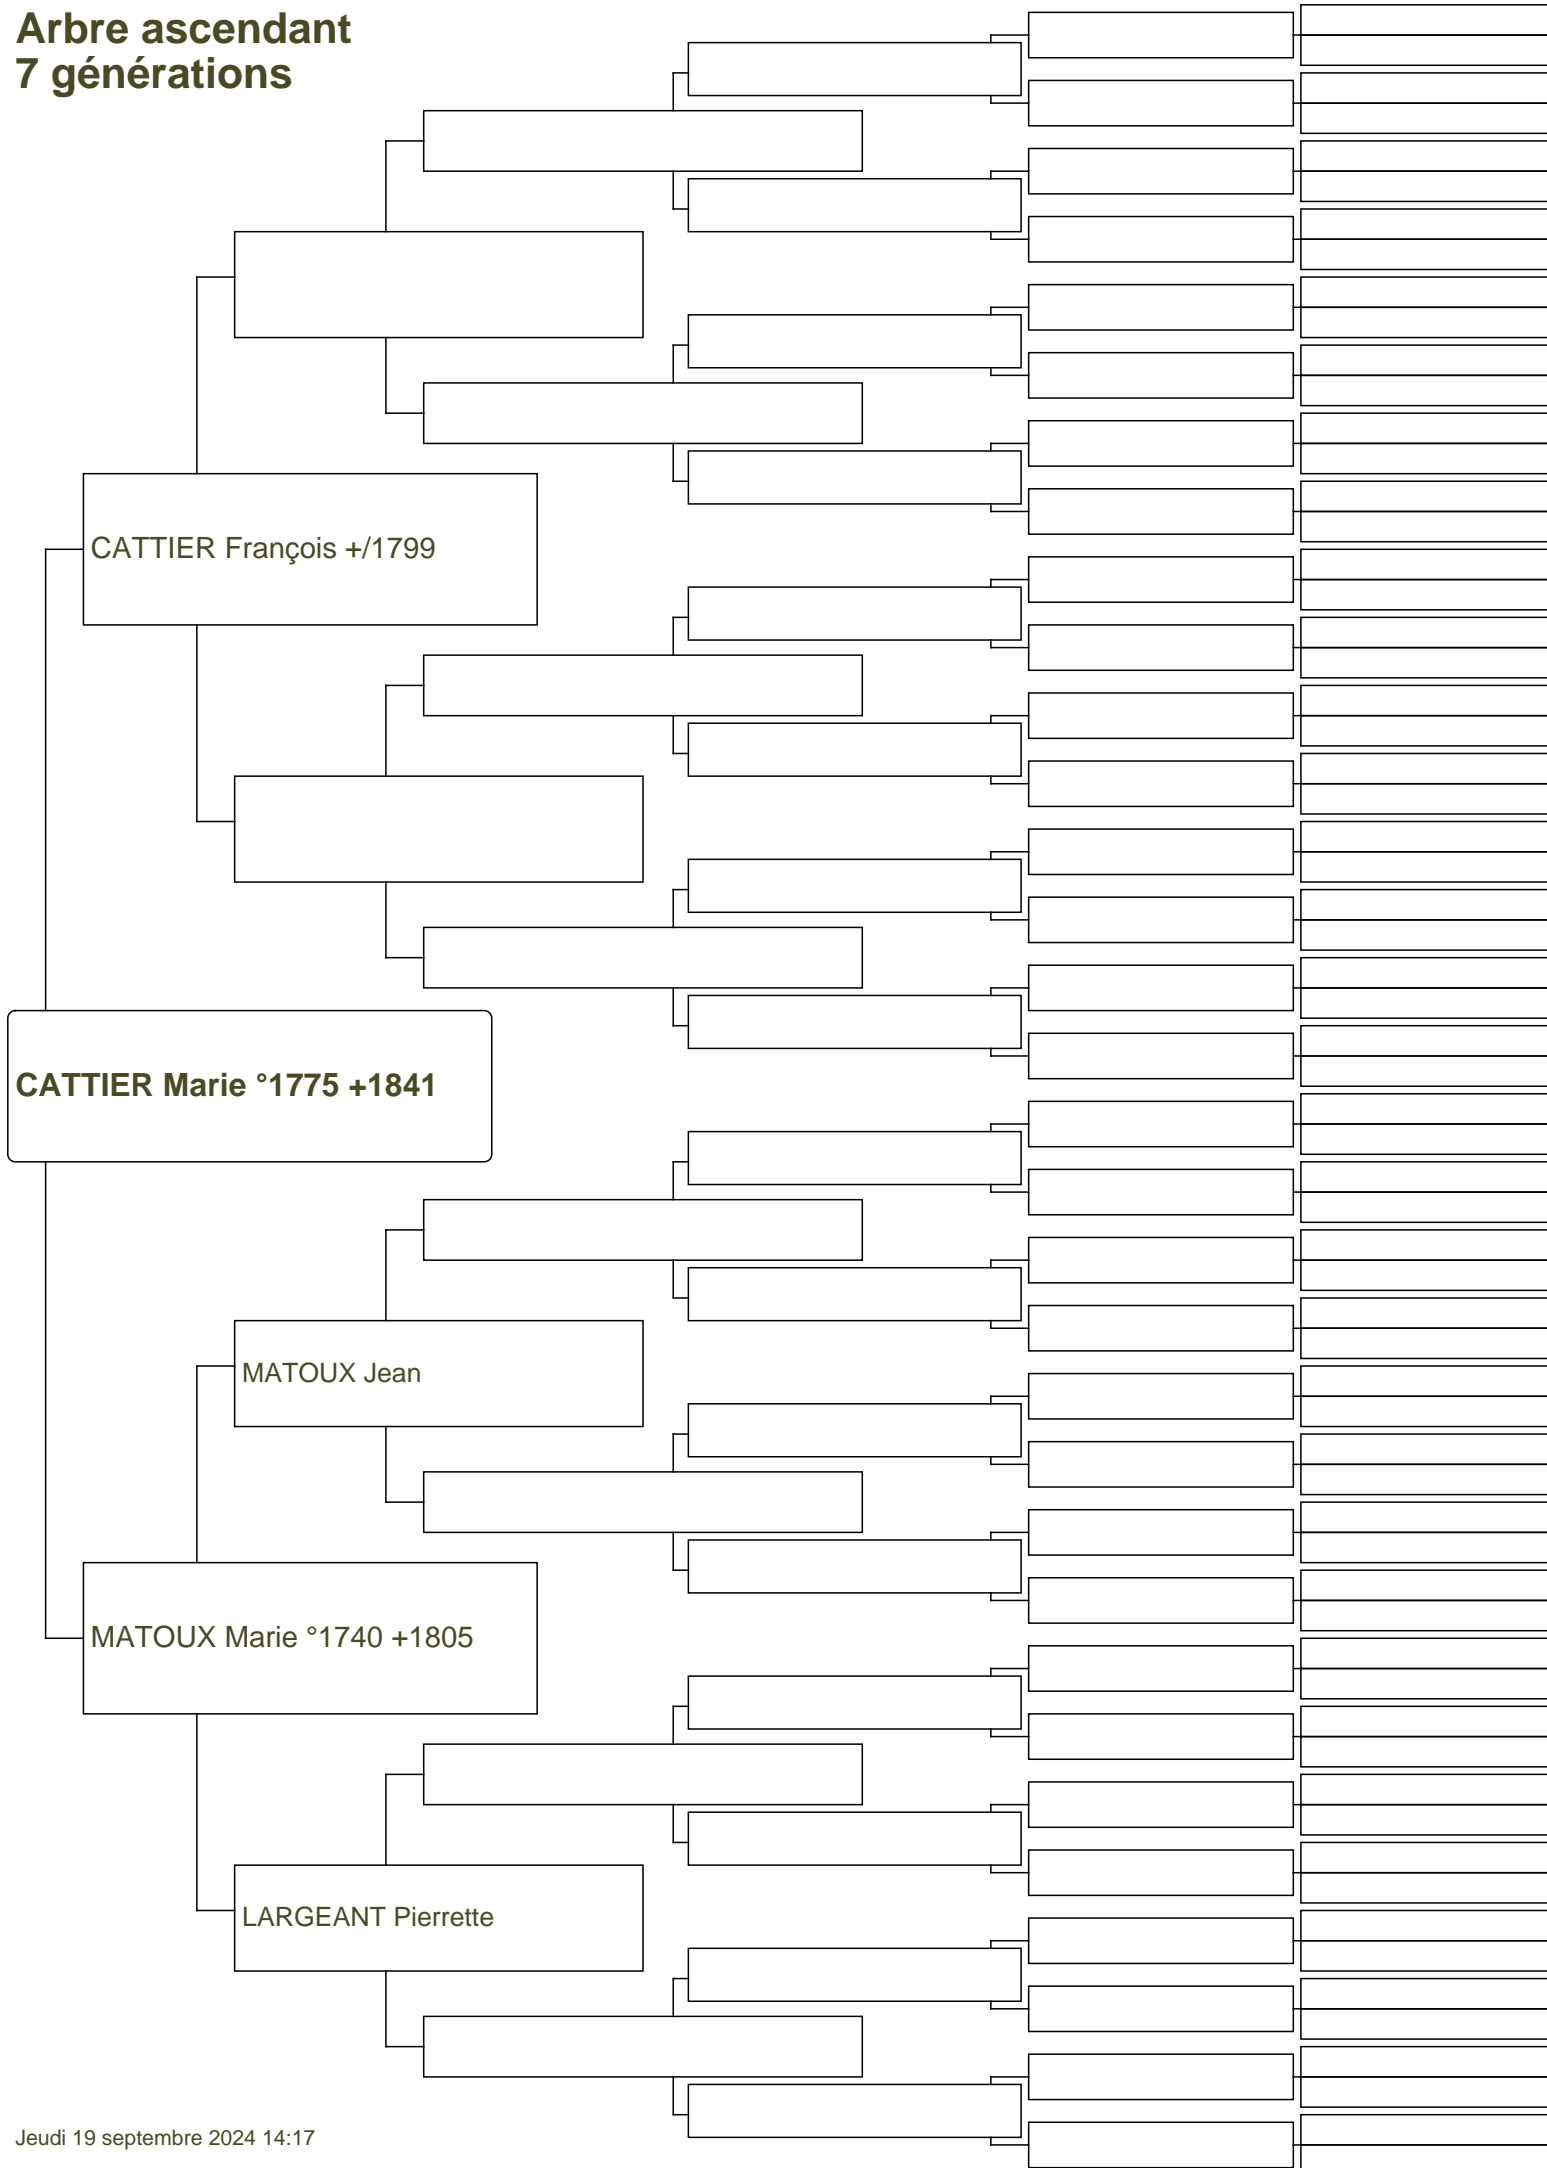 Arbre ascendant
7 générations
CATTIER François +/1799
CATTIER Marie °1775 +1841
MATOUX Jean
MATOUX Marie °1740 +1805
LARGEANT Pierrette
Jeudi 19 septembre 2024 14:17